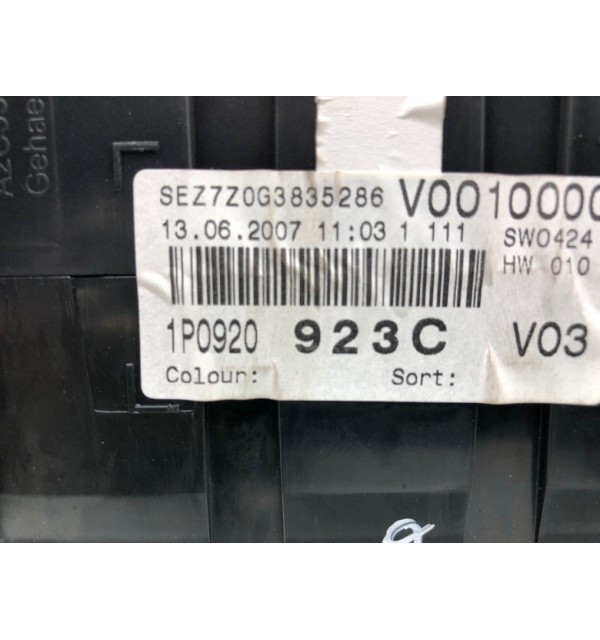 Gehae
SEZ7Z0G3835286 V0010000
13.06.2007 11:03 1 111 SW0424
HW 010
1P0920 923C V03
Colour: Sort: